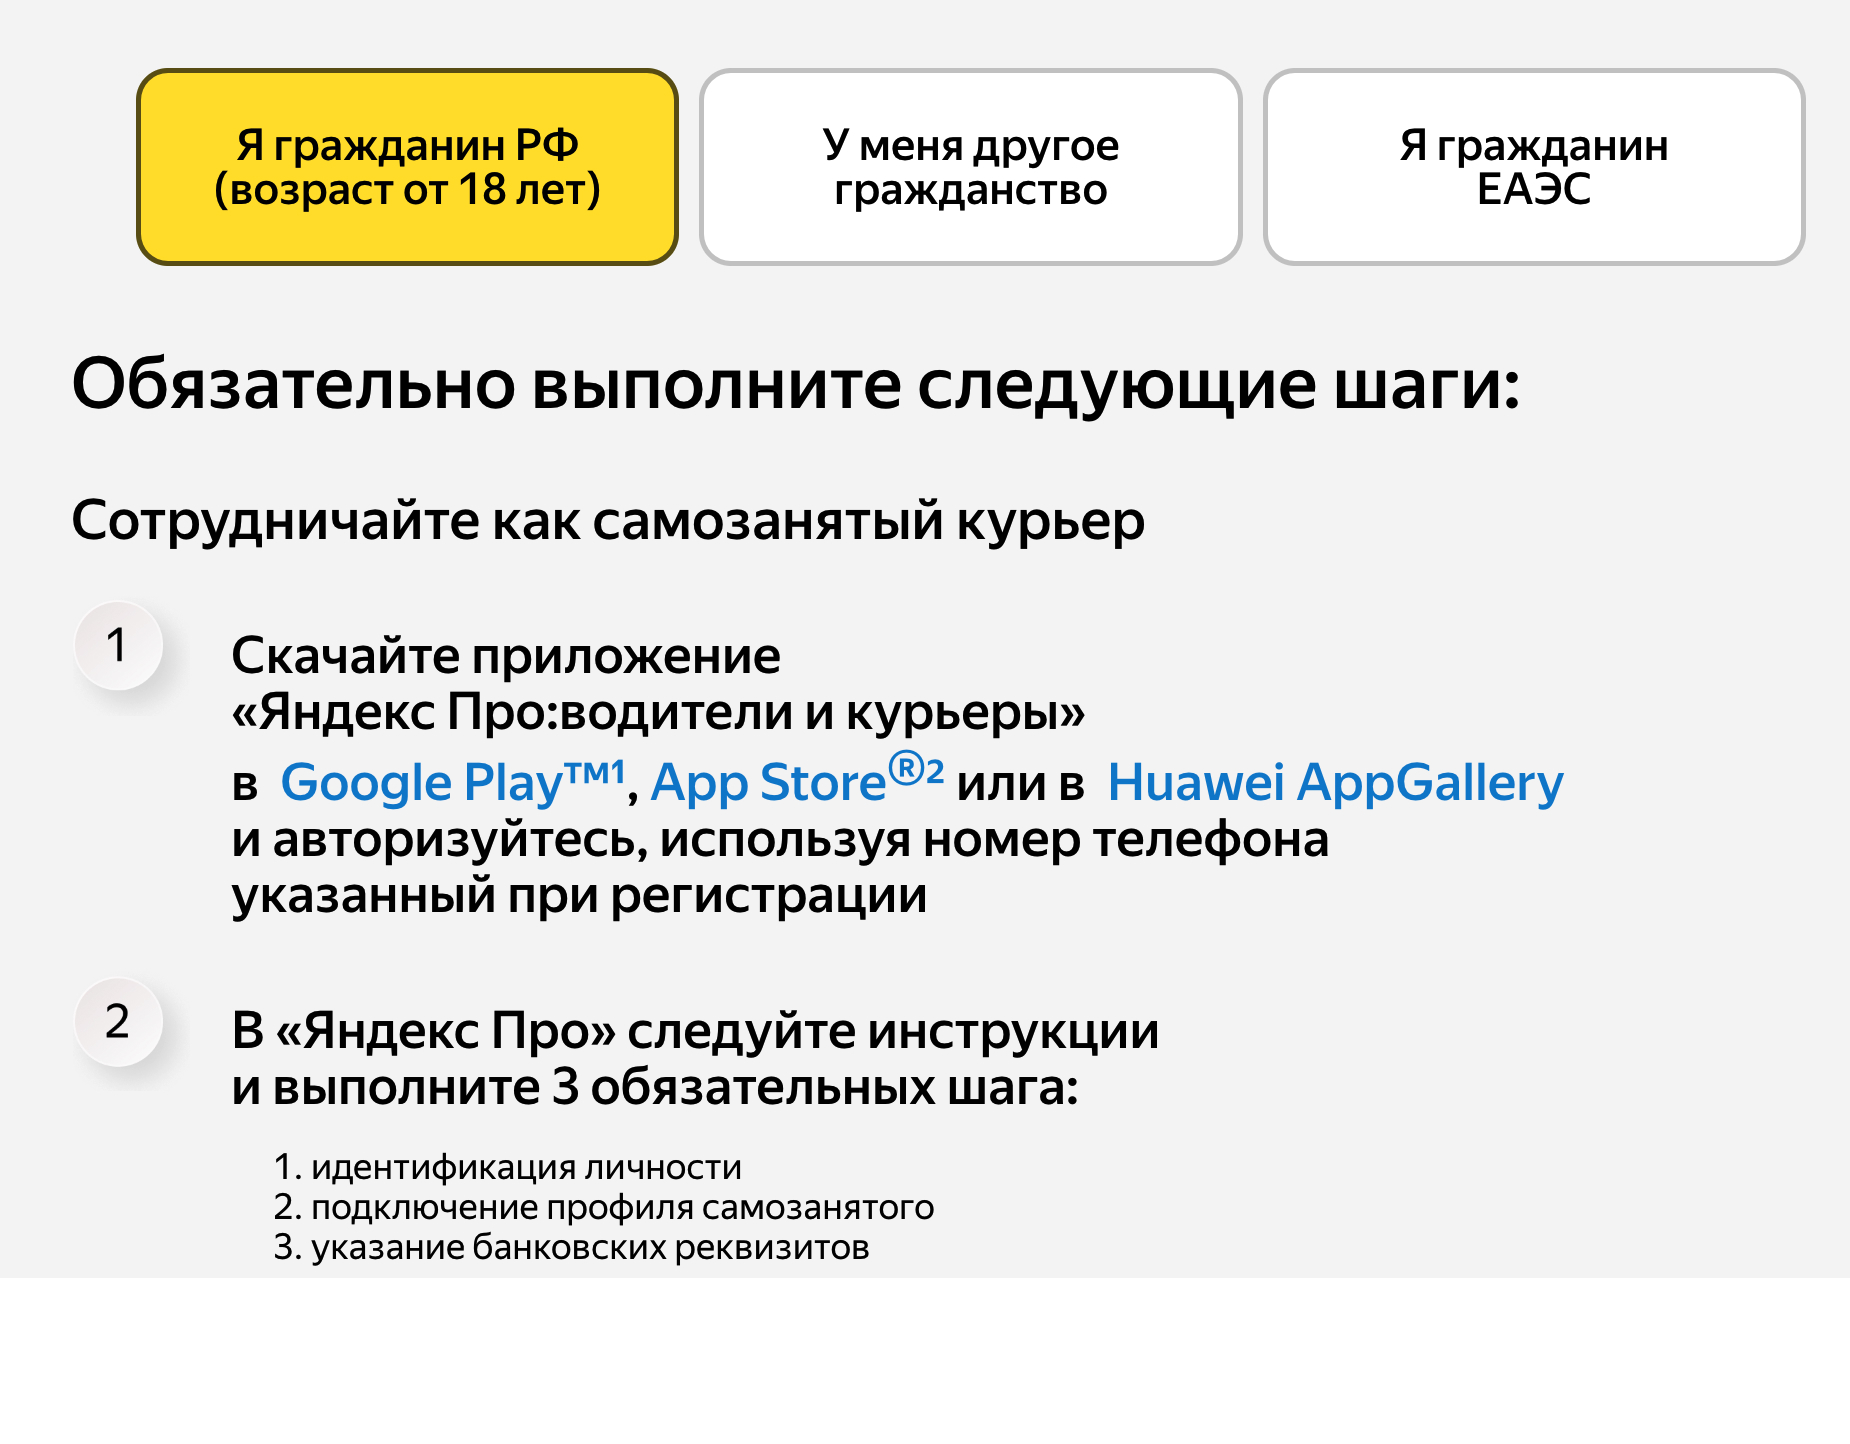 Я гражданин РФ
(возраст от 18 лет)
У меня другое
гражданство
Я гражданин
ЕАЭС
Обязательно выполните следующие шаги:
Сотрудничайте как самозанятый курьер
1
Скачайте приложение
«Яндекс Про:водители и курьеры»
в Google Play™¹, App Store®² или в Huawei AppGallery
и авторизуйтесь, используя номер телефона
указанный при регистрации
2
В «Яндекс Про» следуйте инструкции
и выполните 3 обязательных шага:
1. идентификация личности
2. подключение профиля самозанятого
3. указание банковских реквизитов